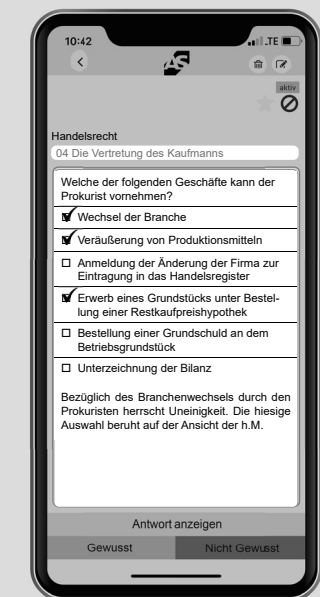 10:42
.TE
AS
aktiv
Handelsrecht
04 Die Vertretung des Kaufmanns
Welche der folgenden Geschäfte kann der
Prokurist vornehmen?
Wechsel der Branche
Veräußerung von Produktionsmitteln
Anmeldung der Änderung der Firma zur
Eintragung in das Handelsregister
Erwerb eines Grundstücks unter Bestel-
lung einer Restkaufpreishypothek
Bestellung einer Grundschuld an dem
Betriebsgrundstück
Unterzeichnung der Bilanz
Bezüglich des Branchenwechsels durch den
Prokuristen herrscht Uneinigkeit. Die hiesige
Auswahl beruht auf der Ansicht der h.M.
Antwort anzeigen
Gewusst
Nicht Gewusst